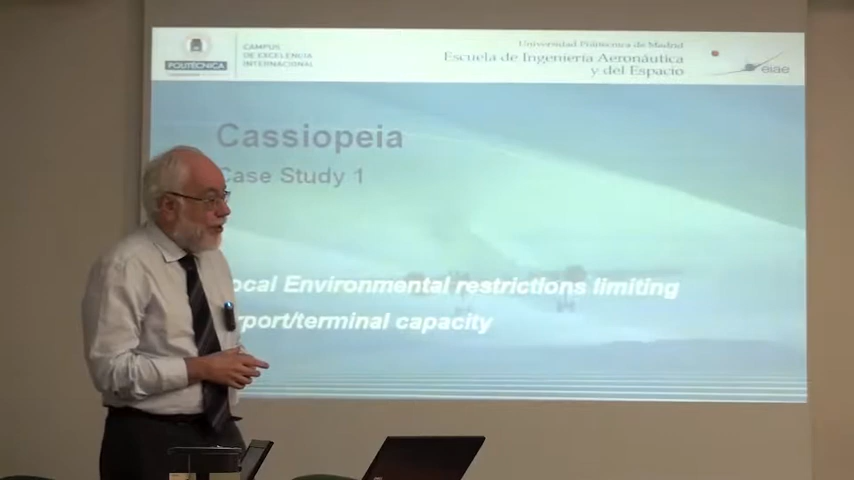 POLITÉCNICA
CAMPUS
DE EXCELENCIA
INTERNACIONAL
Universidad Politécnica de Madrid
Escuela de Ingeniería Aeronáutica
y del Espacio
eiae
Cassiopeia
Case Study 1
ocal Environmental restrictions limiting
rport/terminal capacity